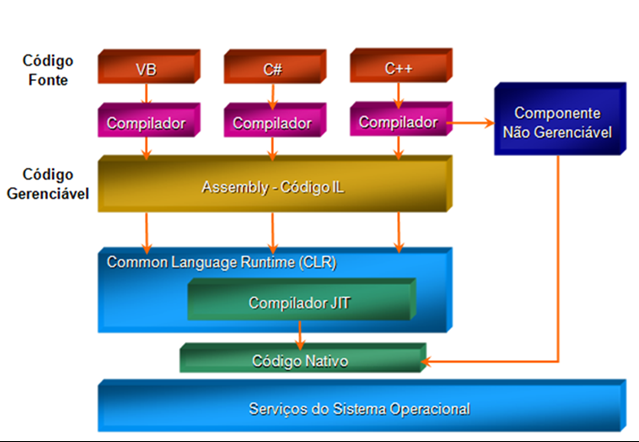 Código
Fonte
VB
C#
C++
Compilador
Compilador
Compilador
Componente
Não Gerenciável
Código
Gerenciável
Assembly - Código IL
Common Language Runtime (CLR)
Compilador JIT
Código Nativo
Serviços do Sistema Operacional